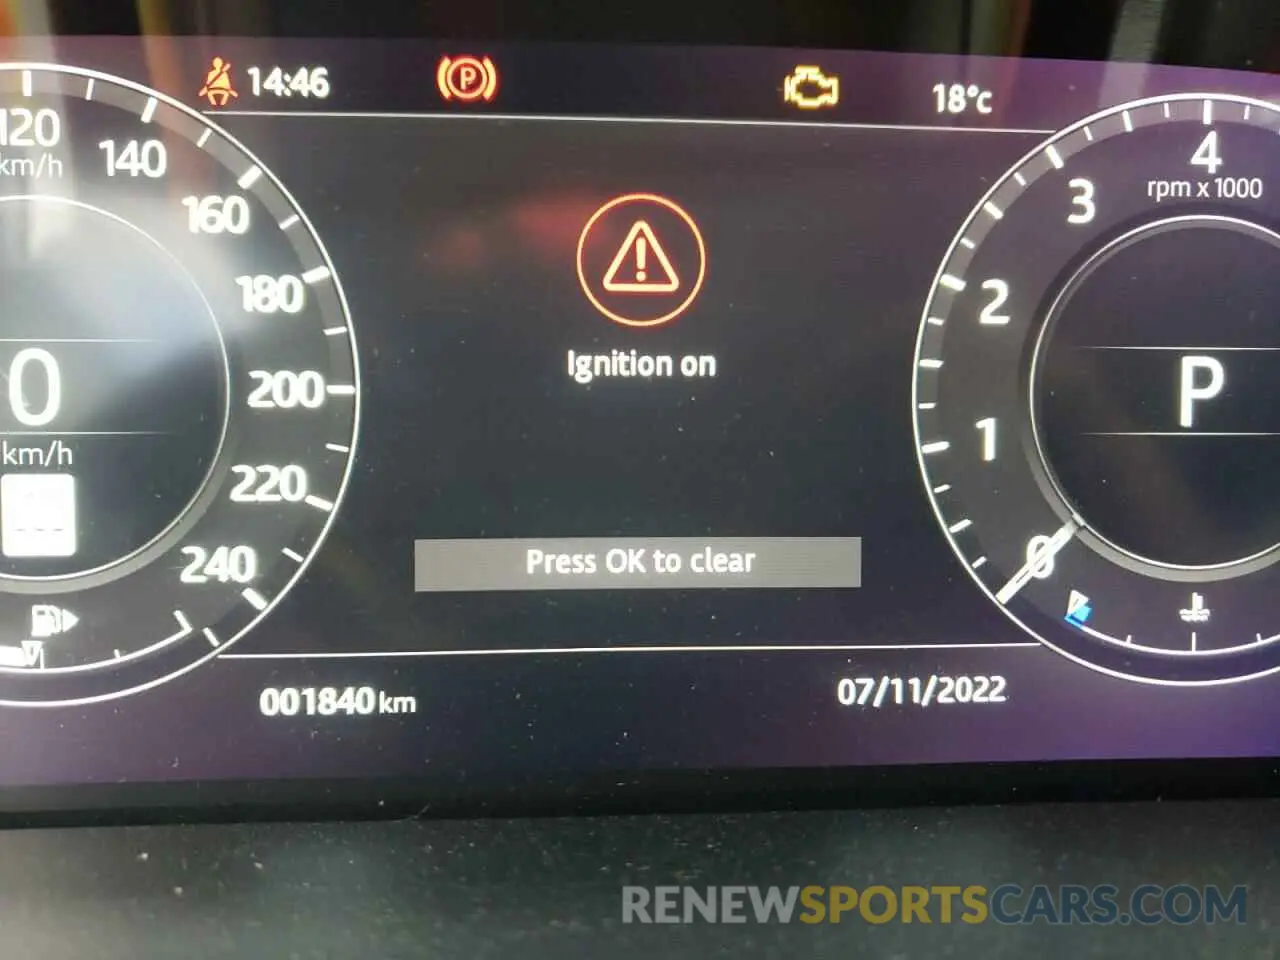 14:46
P
18°c
120
km/h
140
160
180
200
220
240
0
km/h
Ignition on
Press OK to clear
4
rpm x 1000
3
2
1
0
P
001840 km
07/11/2022
RENEWSPORTSCARS.COM